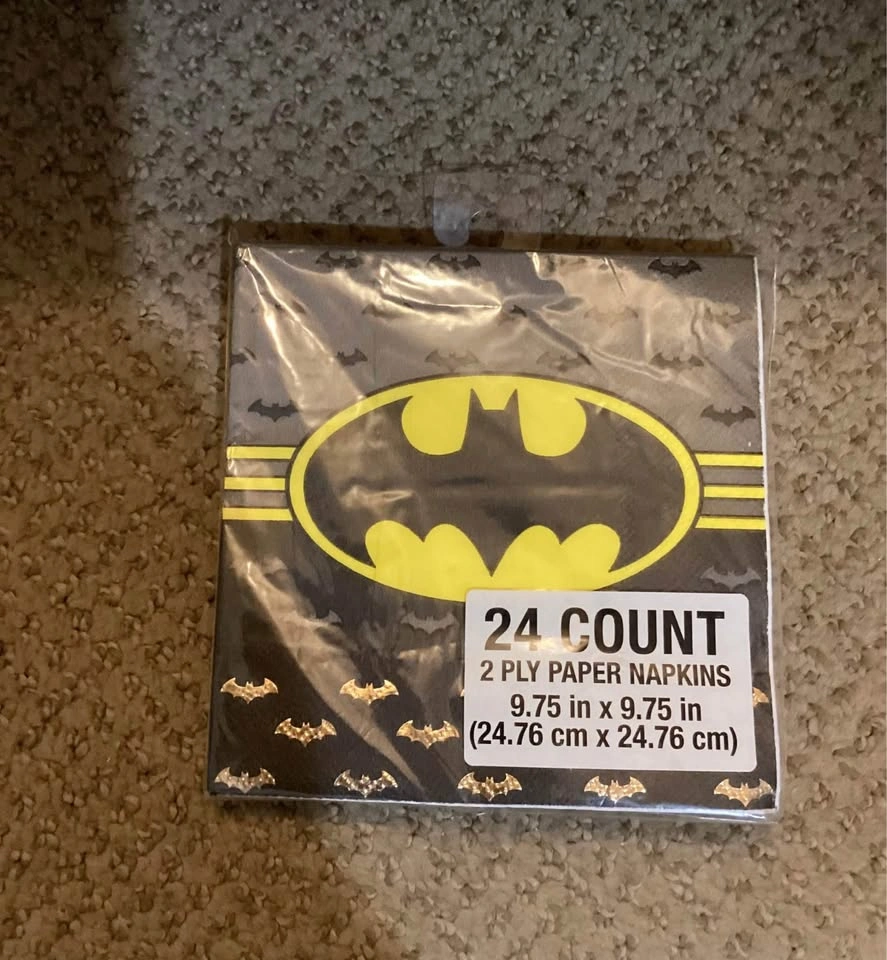 24 COUNT
2 PLY PAPER NAPKINS
9.75 in x 9.75 in
(24.76 cm x 24.76 cm)